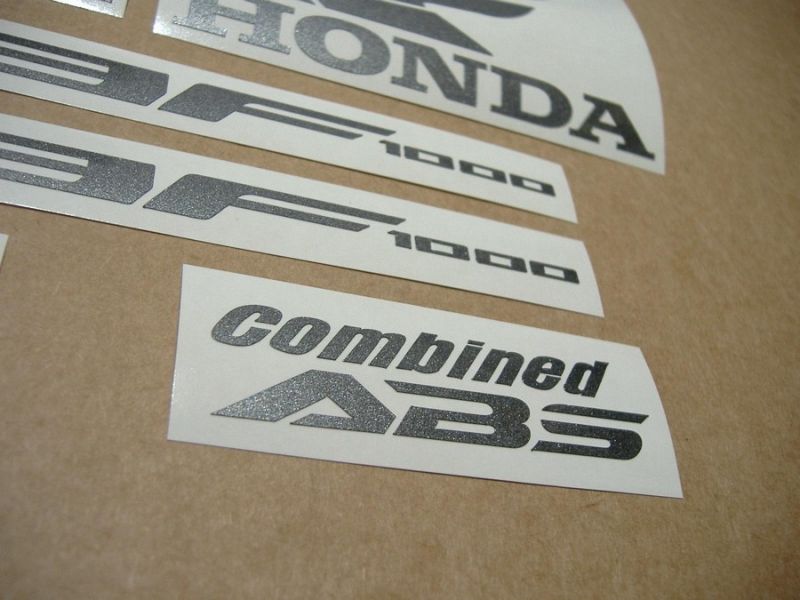 HONDA
F1000
F1000
Combined
ABS